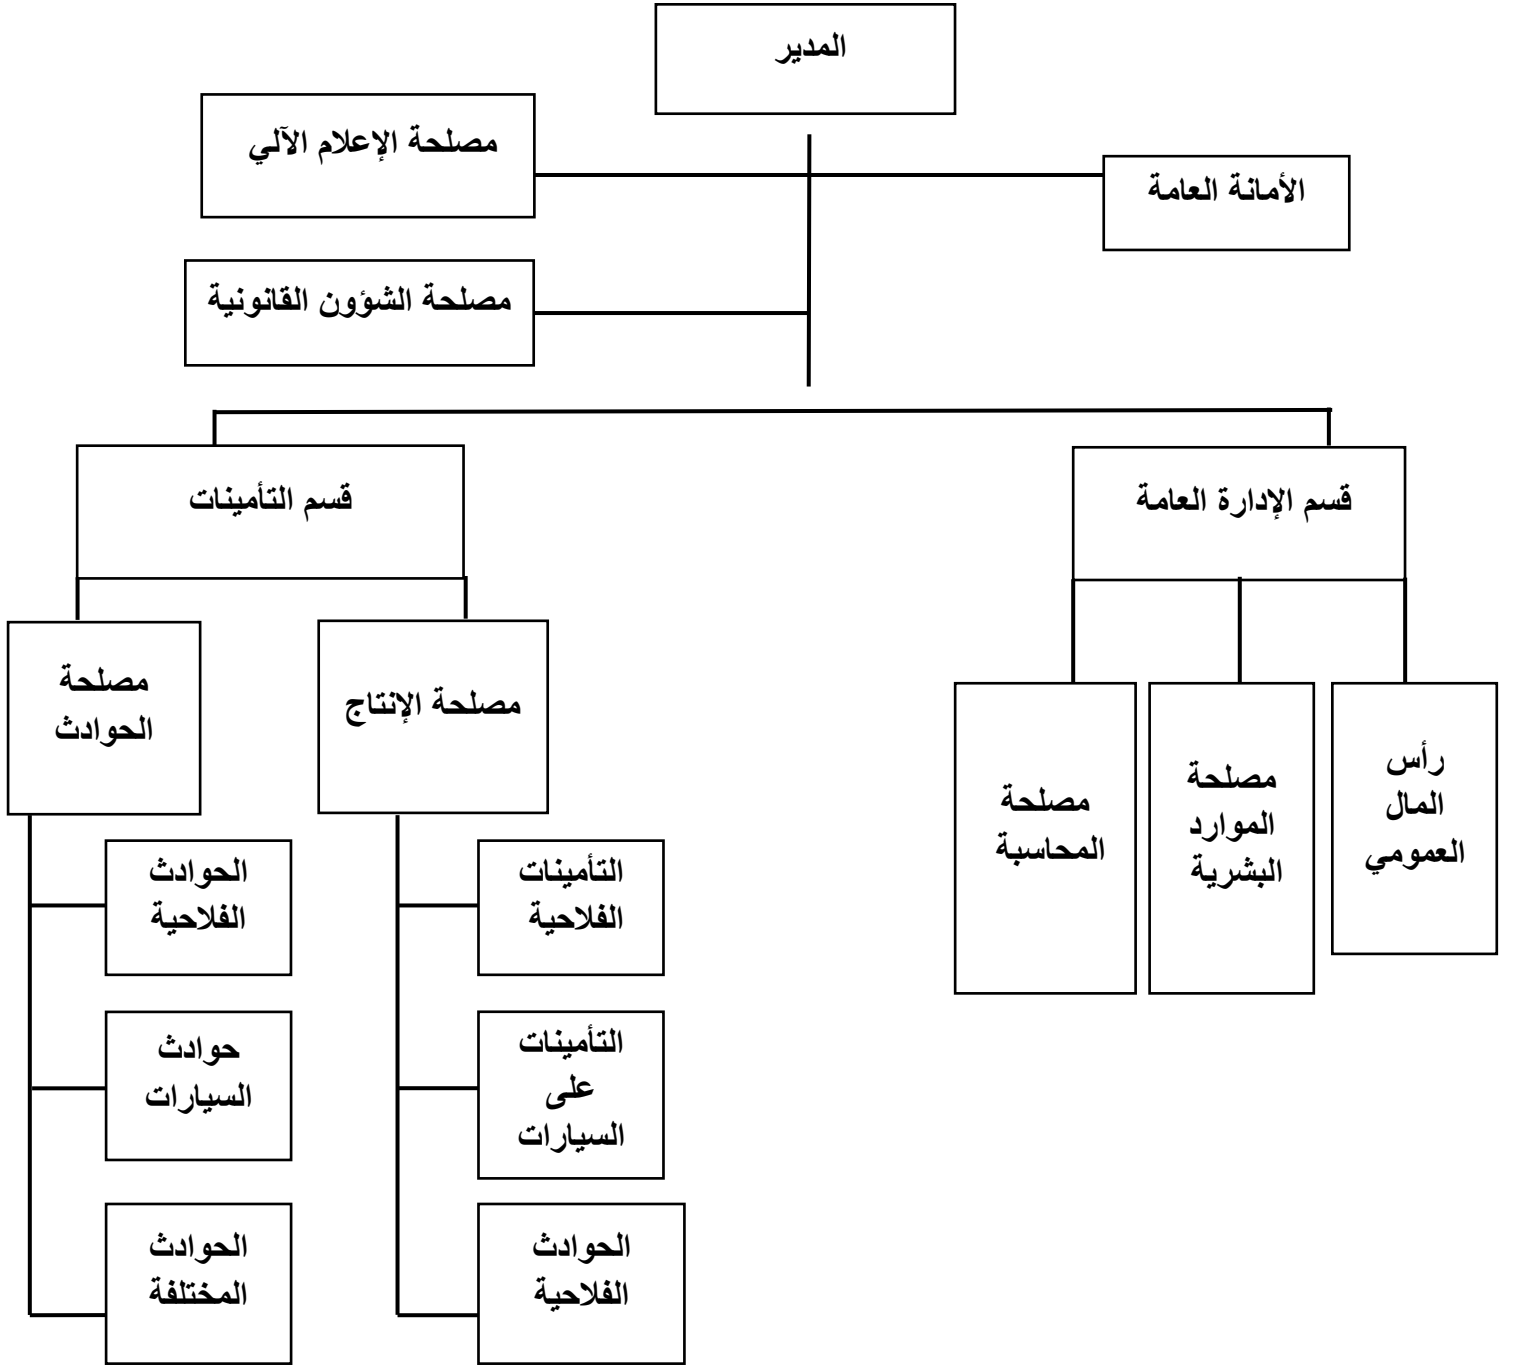 المدير
مصلحة الإعلام الآلي
الأمانة العامة
مصلحة الشؤون القانونية
قسم الإدارة العامة
قسم التأمينات
رأس
المال
العمومي
مصلحة
الموارد
البشرية
مصلحة
المحاسبة
مصلحة الإنتاج
مصلحة
الحوادث
التأمينات
الفلاحية
التأمينات
على
السيارات
الحوادث
الفلاحية
الحوادث
الفلاحية
حوادث
السيارات
الحوادث
المختلفة